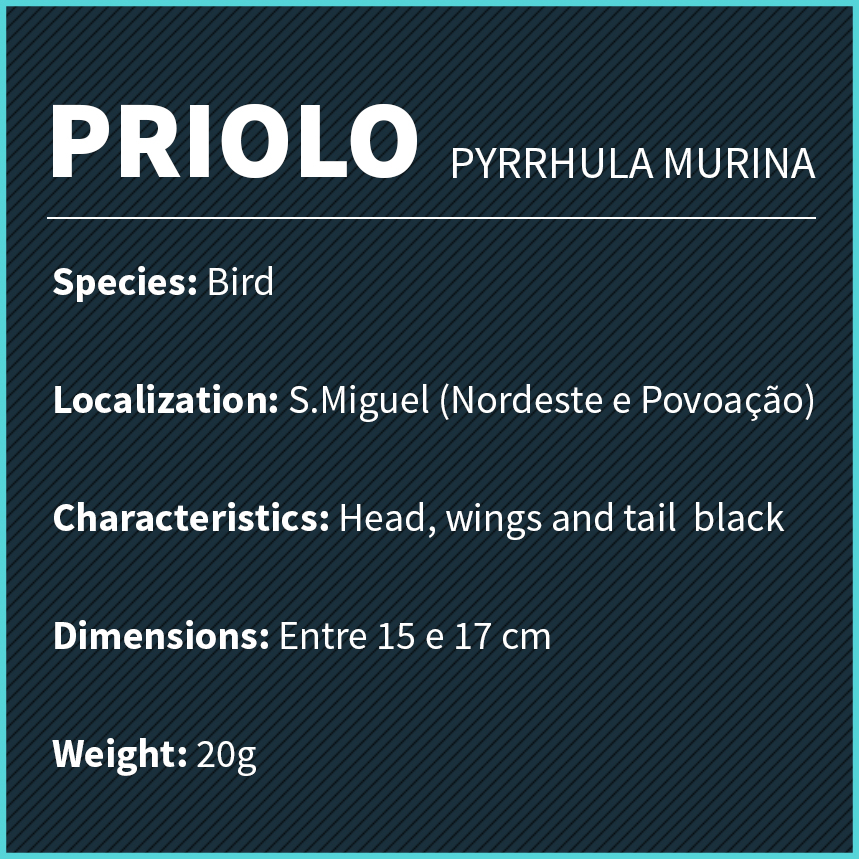 PRIOLO PYRRHULA MURINA
Species: Bird
Localization: S.Miguel (Nordeste e Povoação)
Characteristics: Head, wings and tail  black
Dimensions: Entre 15 e 17 cm
Weight: 20g